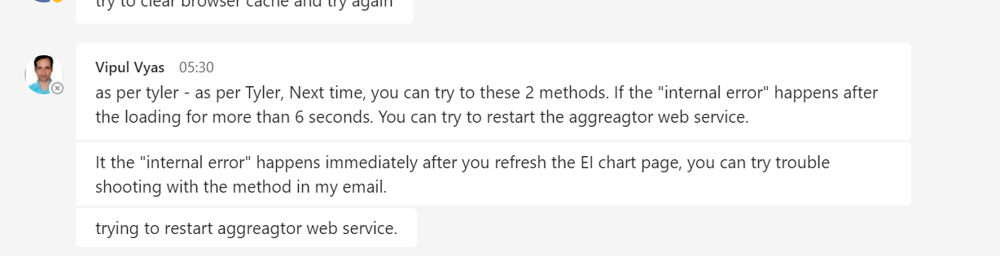 try to clear browser cache and try again
Vipul Vyas 05:30
as per tyler - as per Tyler, Next time, you can try to these 2 methods. If the "internal error" happens after
the loading for more than 6 seconds. You can try to restart the aggreagtor web service.
It the "internal error" happens immediately after you refresh the EI chart page, you can try trouble
shooting with the method in my email.
trying to restart aggreagtor web service.